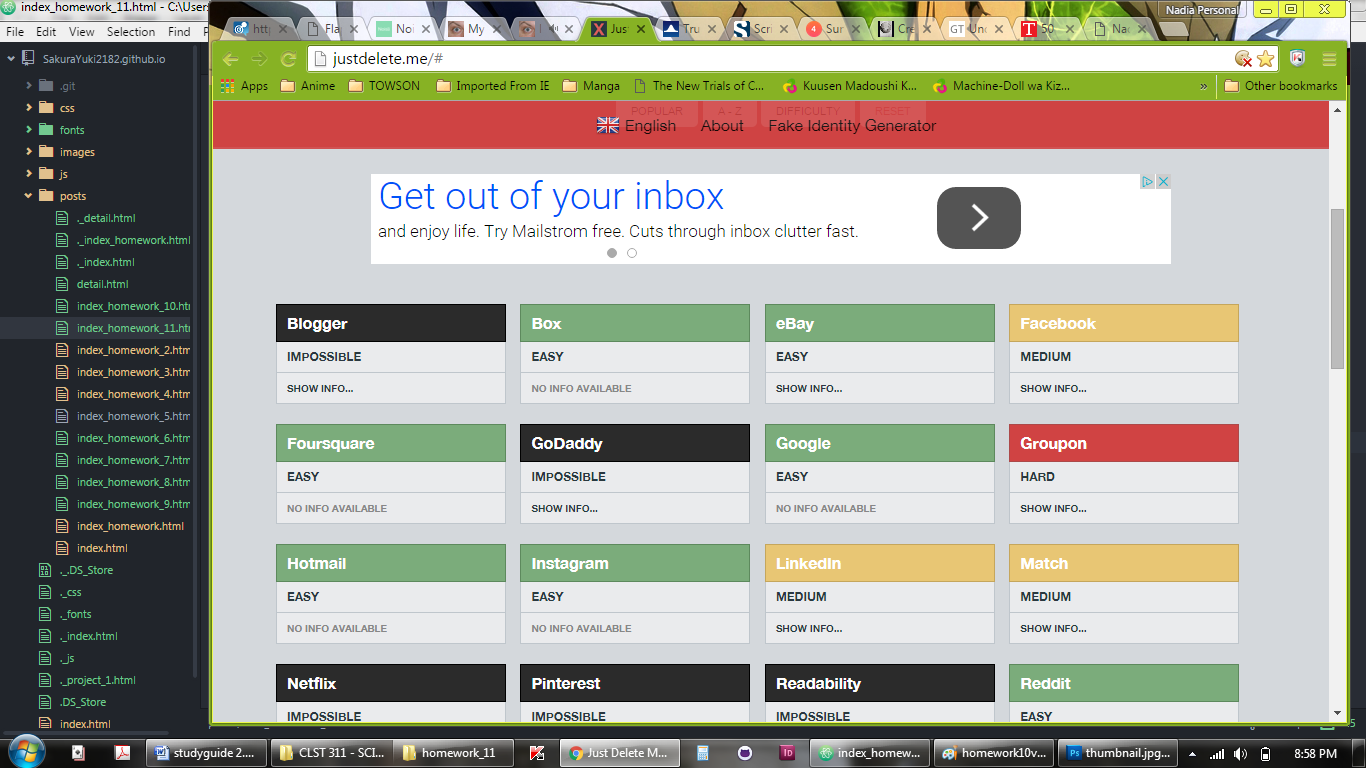 index_homework_11.html - C:\Users
File Edit View Selection Find P
SakuraYuki2182.github.io
.git
css
fonts
images
js
posts
._detail.html
._index_homework.html
._index.html
detail.html
index_homework_10.htm
index_homework_11.htm
index_homework_2.htm
index_homework_3.htm
index_homework_4.htm
index_homework_5.htm
index_homework_6.htm
index_homework_7.htm
index_homework_8.htm
index_homework_9.htm
index_homework.html
index.html
._.DS_Store
._css
._fonts
._index.html
._js
._project_1.html
.DS_Store
index.html
Nadia Personal
http Fla Noi My Jus Tru Scri Sur Cre Unc 50 Nac
justdelete.me/#
Apps Anime TOWSON Imported From IE Manga The New Trials of C... Kuusen Madoushi K... Machine-Doll wa Kiz... » Other bookmarks
POPULAR A - Z DIFFICULTY RESET
English About Fake Identity Generator
Get out of your inbox
and enjoy life. Try Mailstrom free. Cuts through inbox clutter fast.
Blogger Box eBay Facebook
IMPOSSIBLE EASY EASY MEDIUM
SHOW INFO... NO INFO AVAILABLE SHOW INFO... SHOW INFO...
Foursquare GoDaddy Google Groupon
EASY IMPOSSIBLE EASY HARD
NO INFO AVAILABLE SHOW INFO... NO INFO AVAILABLE SHOW INFO...
Hotmail Instagram LinkedIn Match
EASY EASY MEDIUM MEDIUM
NO INFO AVAILABLE NO INFO AVAILABLE SHOW INFO... SHOW INFO...
Netflix Pinterest Readability Reddit
IMPOSSIBLE IMPOSSIBLE IMPOSSIBLE EASY
studyguide 2... CLST 311 - SCI... homework_11 Just Delete M... index_homew... homework10v... thumbnail.jpg... 8:58 PM